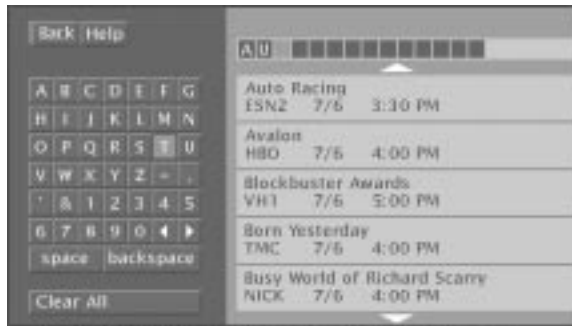 Back Help
A U
A B C D E F G
H I J K L M N
O P Q R S T U
V W X Y Z - .
' & 1 2 3 4 5
6 7 8 9 0
space backspace
Clear All
Auto Racing
ESN2 7/6 3:30 PM
Avalon
HBO 7/6 4:00 PM
Blockbuster Awards
VH1 7/6 5:00 PM
Born Yesterday
TMC 7/6 4:00 PM
Busy World of Richard Scarry
NICK 7/6 4:00 PM